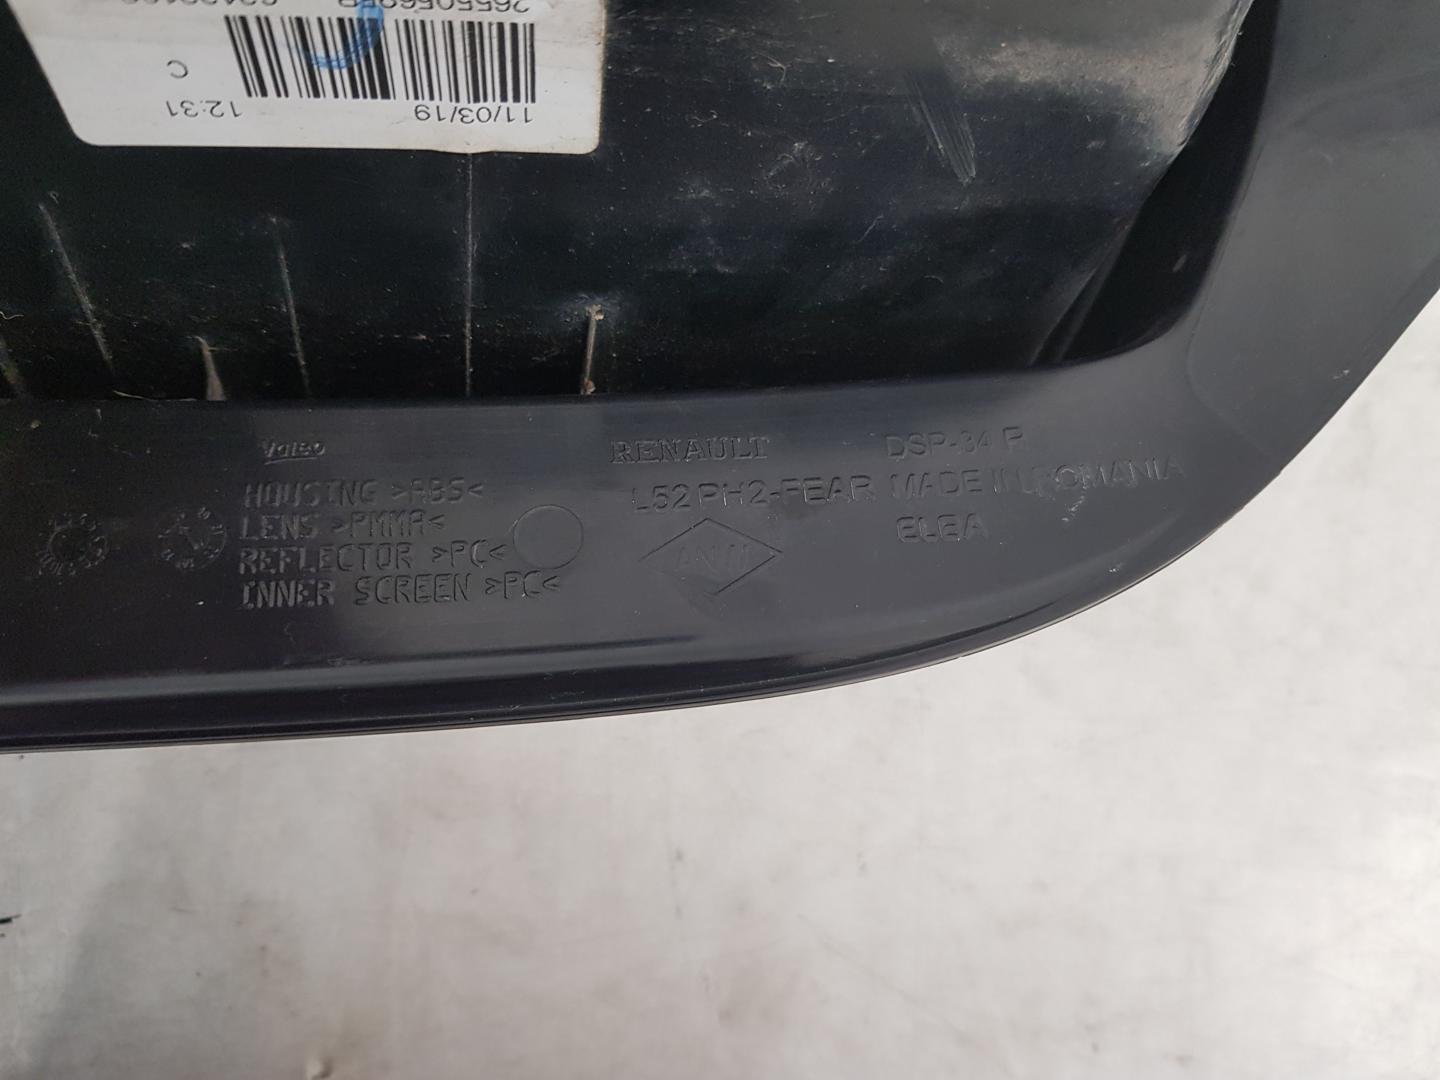 11/03/19 12:31
C
Valeo
HOUSING >ABS<
LENS >PMMA<
REFLECTOR >PC<
INNER SCREEN >PC<
RENAULT DSP-34 R
L52 PH2-FEAR MADE IN ROMANIA
ELEA